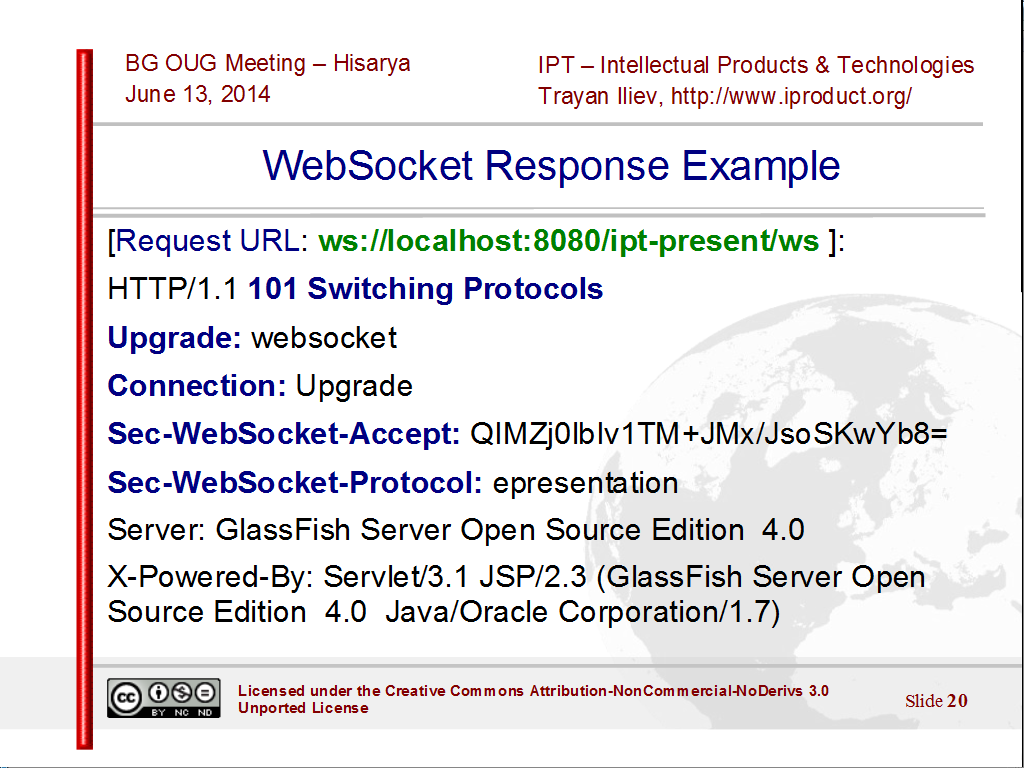 BG OUG Meeting – Hisarya
June 13, 2014
IPT – Intellectual Products & Technologies
Trayan Iliev, http://www.iproduct.org/
WebSocket Response Example
[Request URL: ws://localhost:8080/ipt-present/ws ]:
HTTP/1.1 101 Switching Protocols
Upgrade: websocket
Connection: Upgrade
Sec-WebSocket-Accept: QIMZj0lblv1TM+JMx/JsoSKwYb8=
Sec-WebSocket-Protocol: epresentation
Server: GlassFish Server Open Source Edition  4.0
X-Powered-By: Servlet/3.1 JSP/2.3 (GlassFish Server Open
Source Edition  4.0  Java/Oracle Corporation/1.7)
cc
BY NC ND
Licensed under the Creative Commons Attribution-NonCommercial-NoDerivs 3.0
Unported License
Slide 20